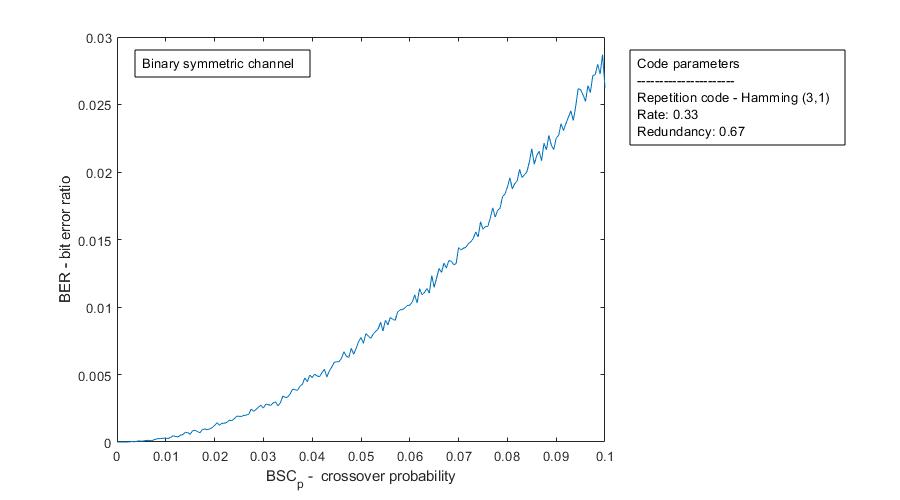 Binary symmetric channel
Code parameters
----------------------
Repetition code - Hamming (3,1)
Rate: 0.33
Redundancy: 0.67
BER - bit error ratio
0.03
0.025
0.02
0.015
0.01
0.005
0
0 0.01 0.02 0.03 0.04 0.05 0.06 0.07 0.08 0.09 0.1
BSCp - crossover probability